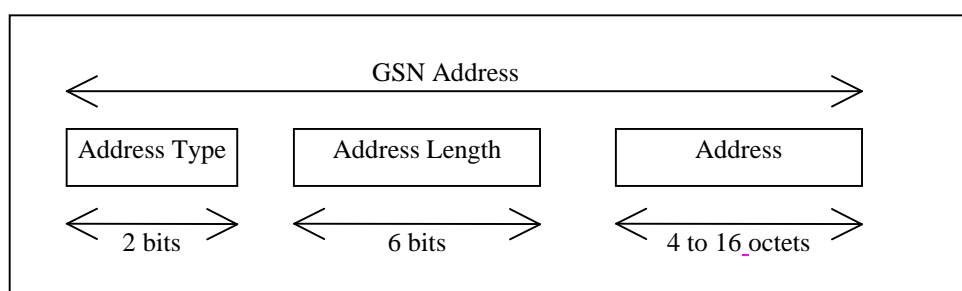 GSN Address
Address Type
Address Length
Address
2 bits
6 bits
4 to 16 octets